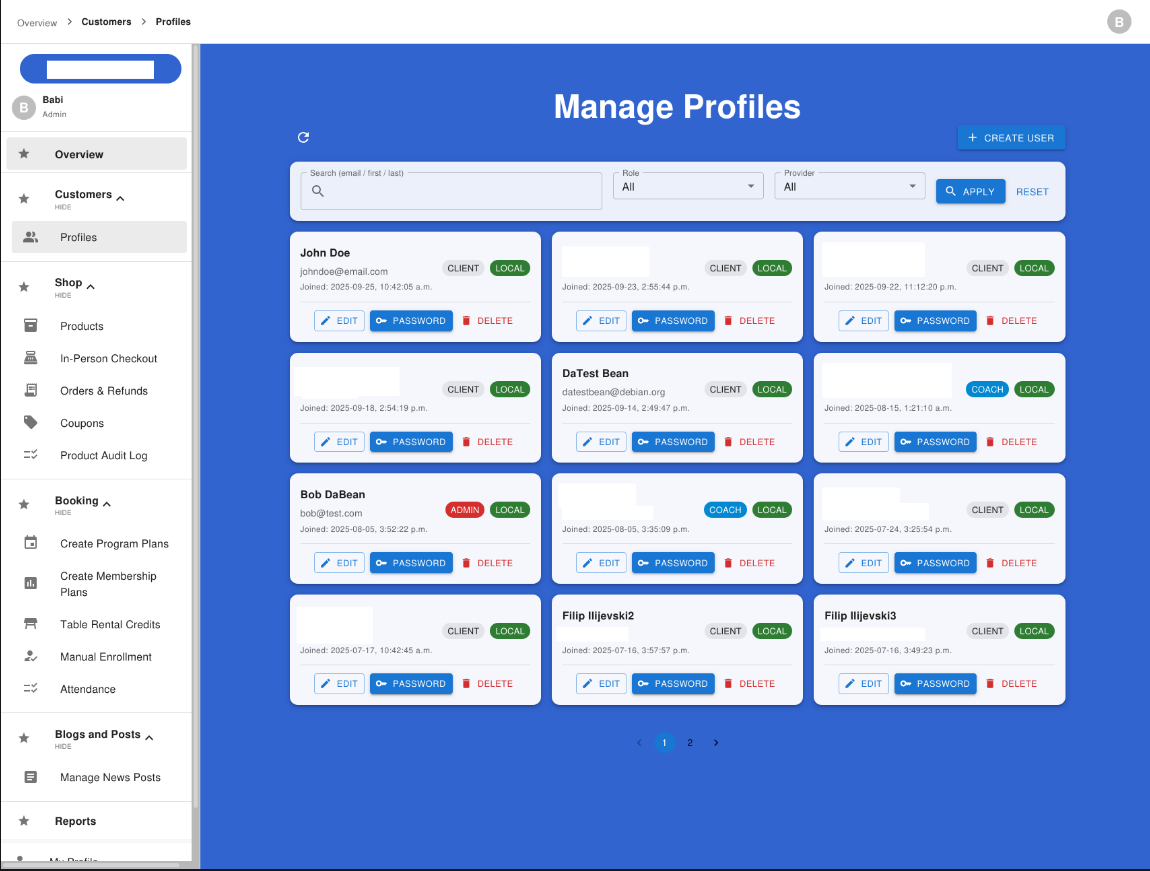 Overview > Customers > Profiles
B
B
Babi
Admin
Overview
Customers
HIDE
Profiles
Shop
HIDE
Products
In-Person Checkout
Orders & Refunds
Coupons
Product Audit Log
Booking
HIDE
Create Program Plans
Create Membership
Plans
Table Rental Credits
Manual Enrollment
Attendance
Blogs and Posts
HIDE
Manage News Posts
Reports
My Profile
Manage Profiles
+ CREATE USER
Search (email / first / last)
Role
All
Provider
All
APPLY
RESET
John Doe
johndoe@email.com
CLIENT LOCAL
Joined: 2025-09-25, 10:42:05 a.m.
EDIT PASSWORD DELETE
CLIENT LOCAL
Joined: 2025-09-23, 2:55:44 p.m.
EDIT PASSWORD DELETE
CLIENT LOCAL
Joined: 2025-09-22, 11:12:20 p.m.
EDIT PASSWORD DELETE
CLIENT LOCAL
Joined: 2025-09-18, 2:54:19 p.m.
EDIT PASSWORD DELETE
DaTest Bean
datestbean@debian.org
CLIENT LOCAL
Joined: 2025-09-14, 2:49:47 p.m.
EDIT PASSWORD DELETE
COACH LOCAL
Joined: 2025-08-15, 1:21:10 a.m.
EDIT PASSWORD DELETE
Bob DaBean
bob@test.com
ADMIN LOCAL
Joined: 2025-08-05, 3:52:22 p.m.
EDIT PASSWORD DELETE
COACH LOCAL
Joined: 2025-08-05, 3:35:09 p.m.
EDIT PASSWORD DELETE
CLIENT LOCAL
Joined: 2025-07-24, 3:25:54 p.m.
EDIT PASSWORD DELETE
CLIENT LOCAL
Joined: 2025-07-17, 10:42:45 a.m.
EDIT PASSWORD DELETE
Filip Ilijevski2
CLIENT LOCAL
Joined: 2025-07-16, 3:57:57 p.m.
EDIT PASSWORD DELETE
Filip Ilijevski3
CLIENT LOCAL
Joined: 2025-07-16, 3:49:23 p.m.
EDIT PASSWORD DELETE
< 1 2 >